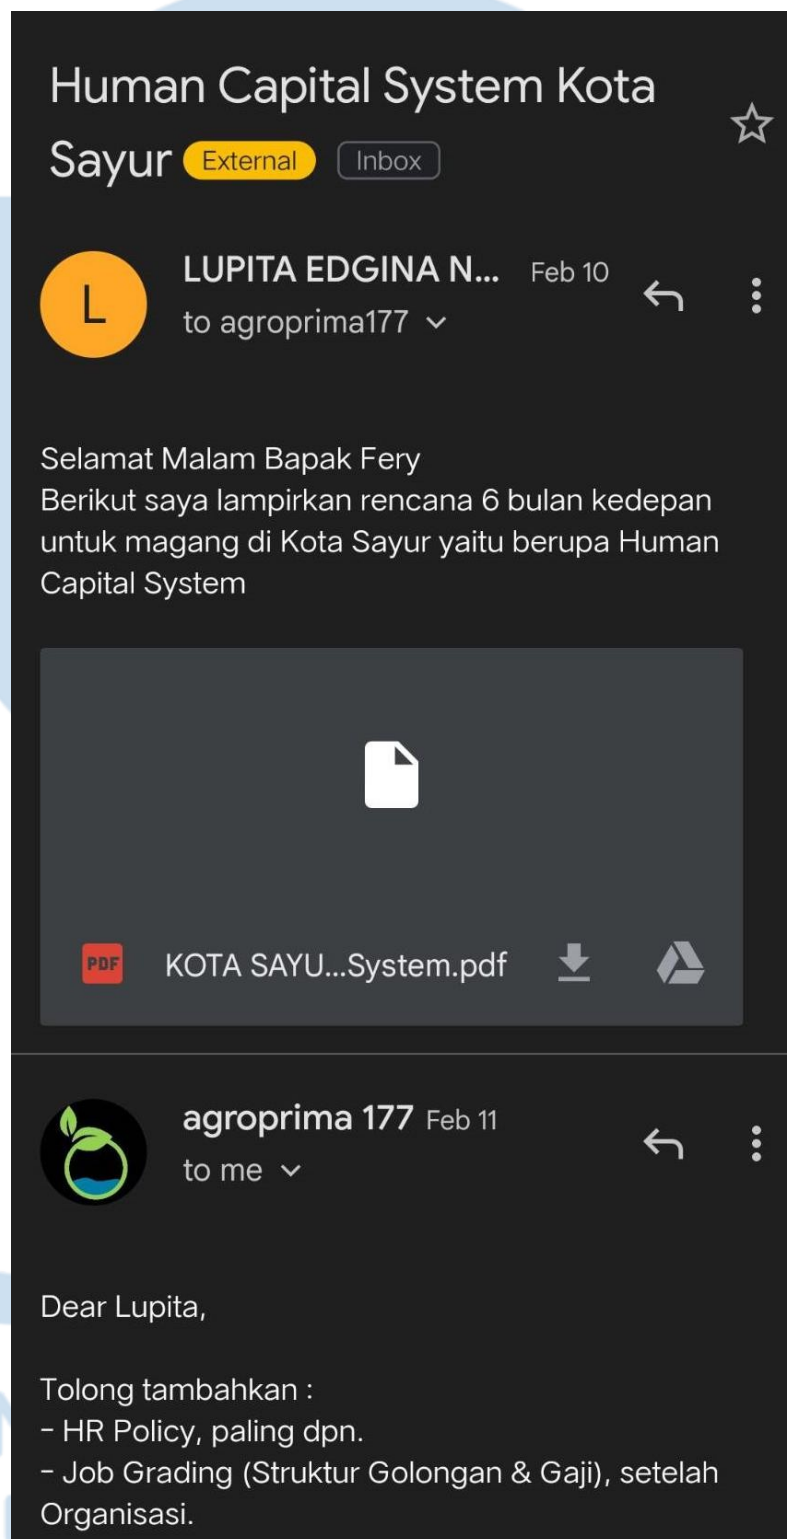 Human Capital System Kota
Sayur External Inbox
L
LUPITA EDGINA N... Feb 10
to agroprima177
Selamat Malam Bapak Fery
Berikut saya lampirkan rencana 6 bulan kedepan
untuk magang di Kota Sayur yaitu berupa Human
Capital System
PDF KOTA SAYU...System.pdf
agroprima 177 Feb 11
to me
Dear Lupita,
Tolong tambahkan :
- HR Policy, paling dpn.
- Job Grading (Struktur Golongan & Gaji), setelah
Organisasi.